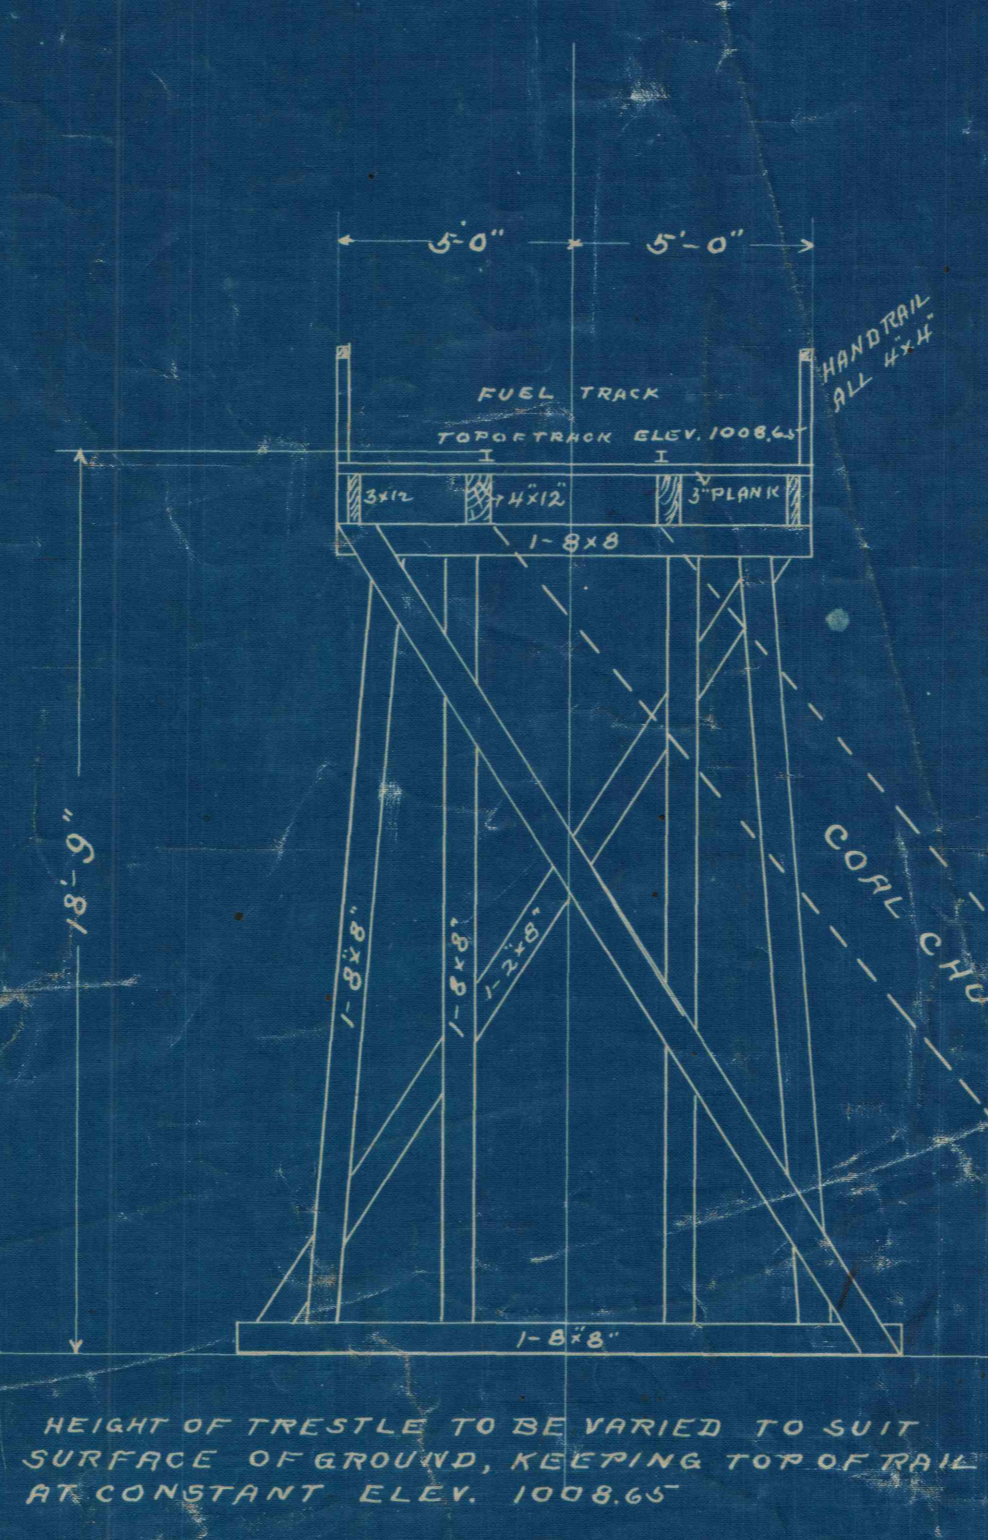 5'-0" 5'-0"
HANDRAIL
ALL 4"x4"
FUEL TRACK
TOP OF TRACK ELEV. 1008.65
3x12 4"x12" 3" PLANK
1-8x8
18'-9"
COAL
1-8"x8"
1-8"x8"
1-2"x8"
1-8"x8"
HEIGHT OF TRESTLE TO BE VARIED TO SUIT
SURFACE OF GROUND, KEEPING TOP OF RAIL
AT CONSTANT ELEV. 1008.65